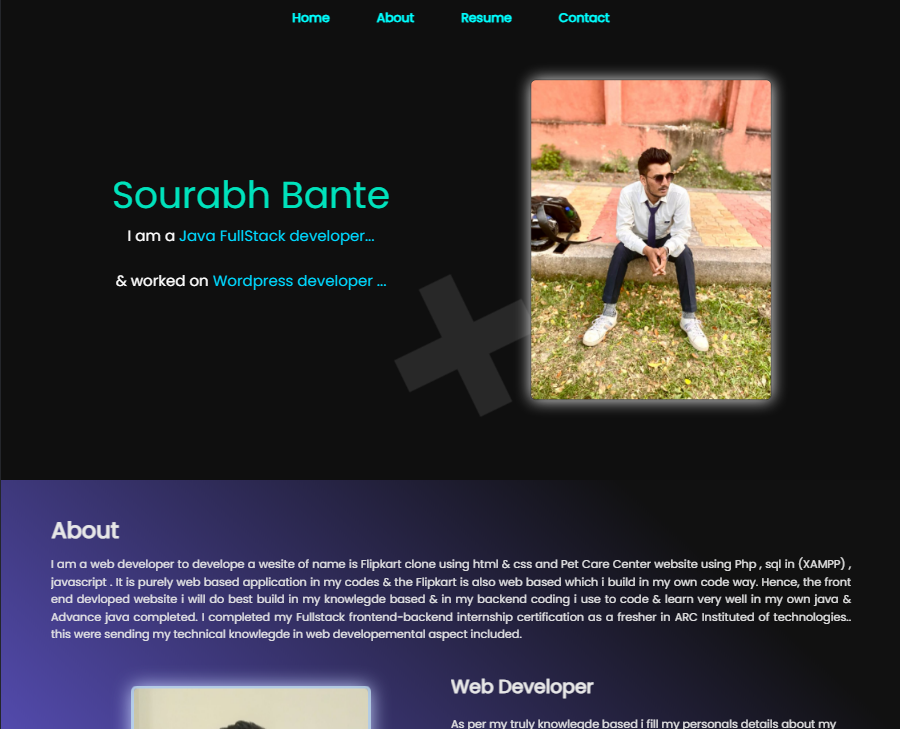 Home About Resume Contact
Sourabh Bante
I am a Java FullStack developer...
& worked on Wordpress developer ...
About
I am a web developer to develope a wesite of name is Flipkart clone using html & css and Pet Care Center website using Php , sql in (XAMPP) ,
javascript . It is purely web based application in my codes & the Flipkart is also web based which i build in my own code way. Hence, the front
end devloped website i will do best build in my knowlegde based & in my backend coding i use to code & learn very well in my own java &
Advance java completed. I completed my Fullstack frontend-backend internship certification as a fresher in ARC Instituted of technologies..
this were sending my technical knowlegde in web developemental aspect included.
Web Developer
As per my truly knowlegde based i fill my personals details about my